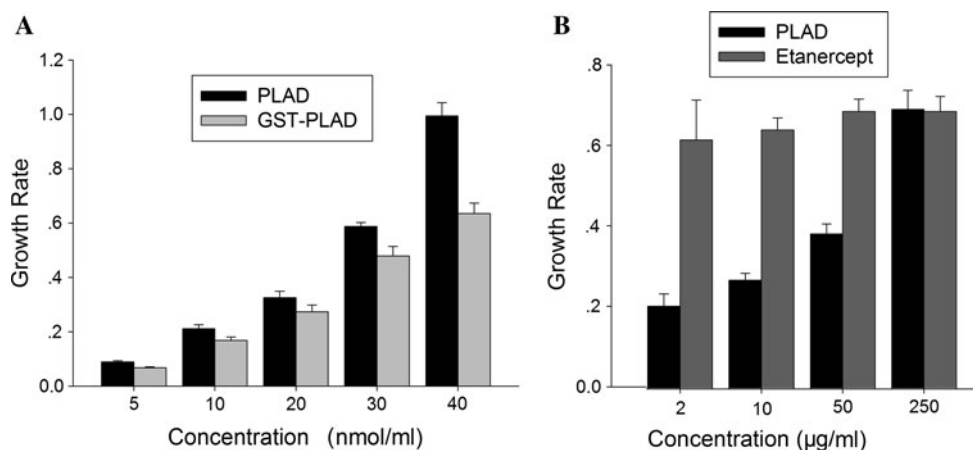 A
1.2
1.0
.8
.6
.4
.2
0.0
Growth Rate
PLAD
GST-PLAD
5 10 20 30 40
Concentration (nmol/ml)
B
PLAD
Etanercept
.8
.6
.4
.2
0.0
Growth Rate
2 10 50 250
Concentration (µg/ml)